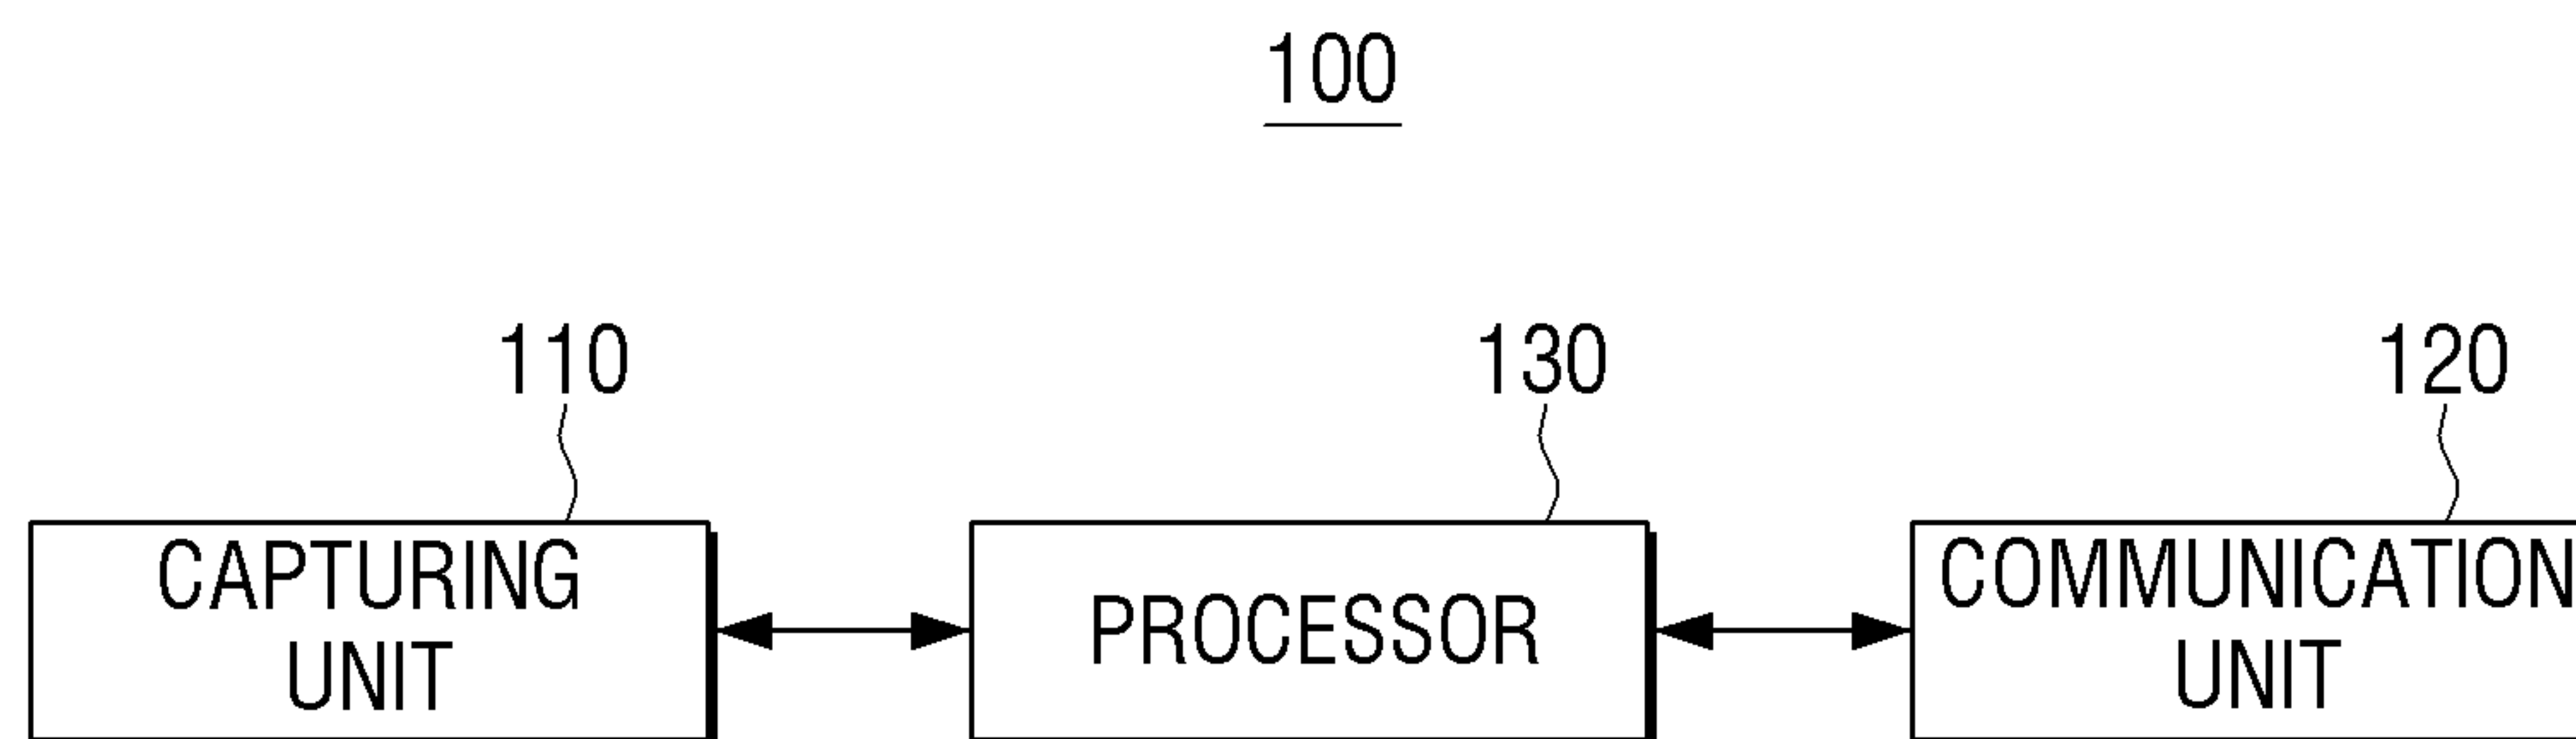 100
110
130
120
CAPTURING
UNIT
PROCESSOR
COMMUNICATION
UNIT